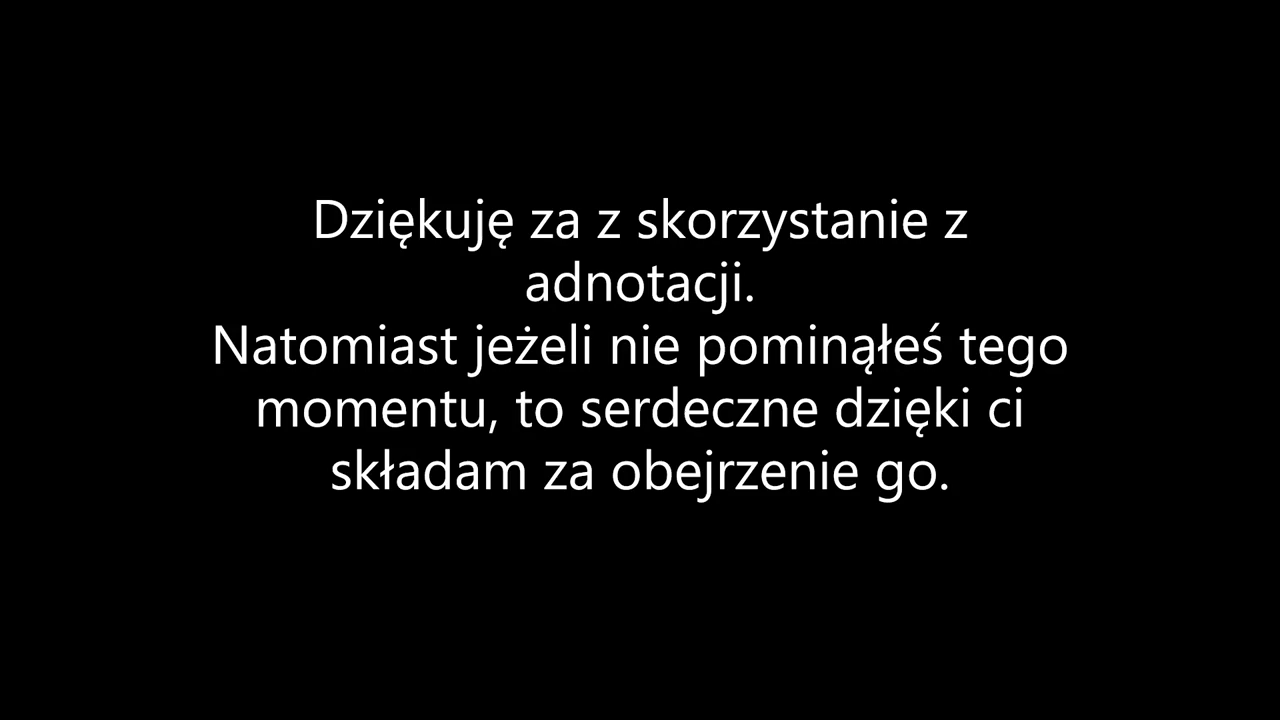 Dziękuję za z skorzystanie z
adnotacji.
Natomiast jeżeli nie pominąłeś tego
momentu, to serdeczne dzięki ci
składam za obejrzenie go.